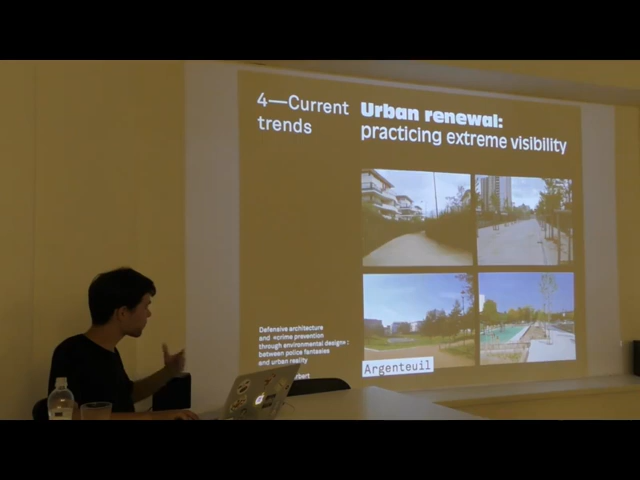 4—Current
trends
Urban renewal:
practicing extreme visibility
Defensive architecture
and «crime prevention
through environmental design» :
between police fantasies
and urban reality
Argenteuil